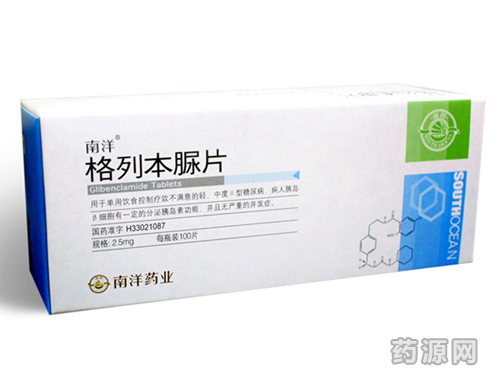 南洋®
格列本脲片
Glibenclamide Tablets
用于单用饮食控制疗效不满意的轻、中度Ⅱ型糖尿病，病人胰岛
β细胞有一定的分泌胰岛素功能，并且无严重的并发症。
国药准字 H33021087
规格: 2.5mg 每瓶装100片
南洋药业
SOUTHOCEAN
药源网